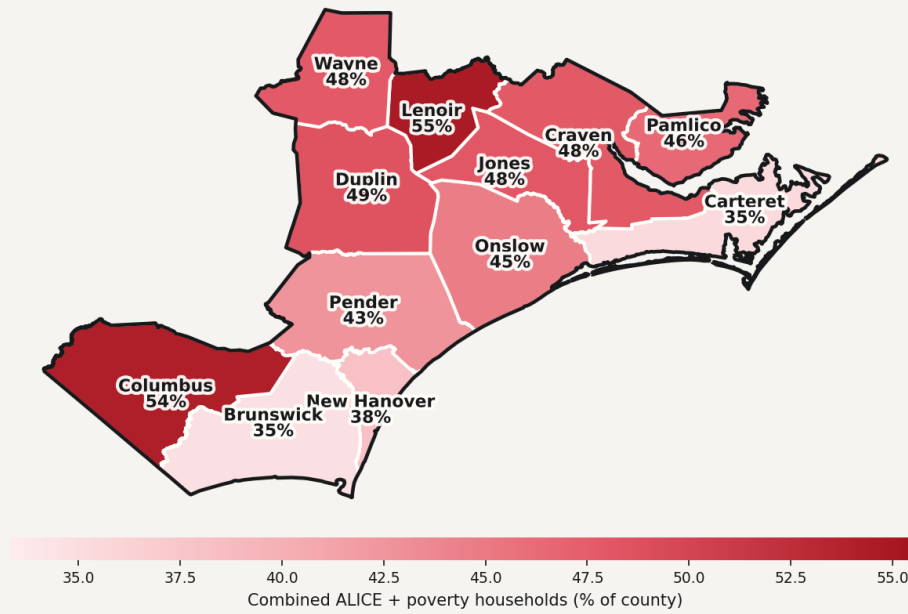 Wayne
48%
Lenoir
55%
Craven
48%
Pamlico
46%
Jones
48%
Duplin
49%
Carteret
35%
Onslow
45%
Pender
43%
Columbus
54%
Brunswick
35%
New Hanover
38%
35.0 37.5 40.0 42.5 45.0 47.5 50.0 52.5 55.0
Combined ALICE + poverty households (% of county)